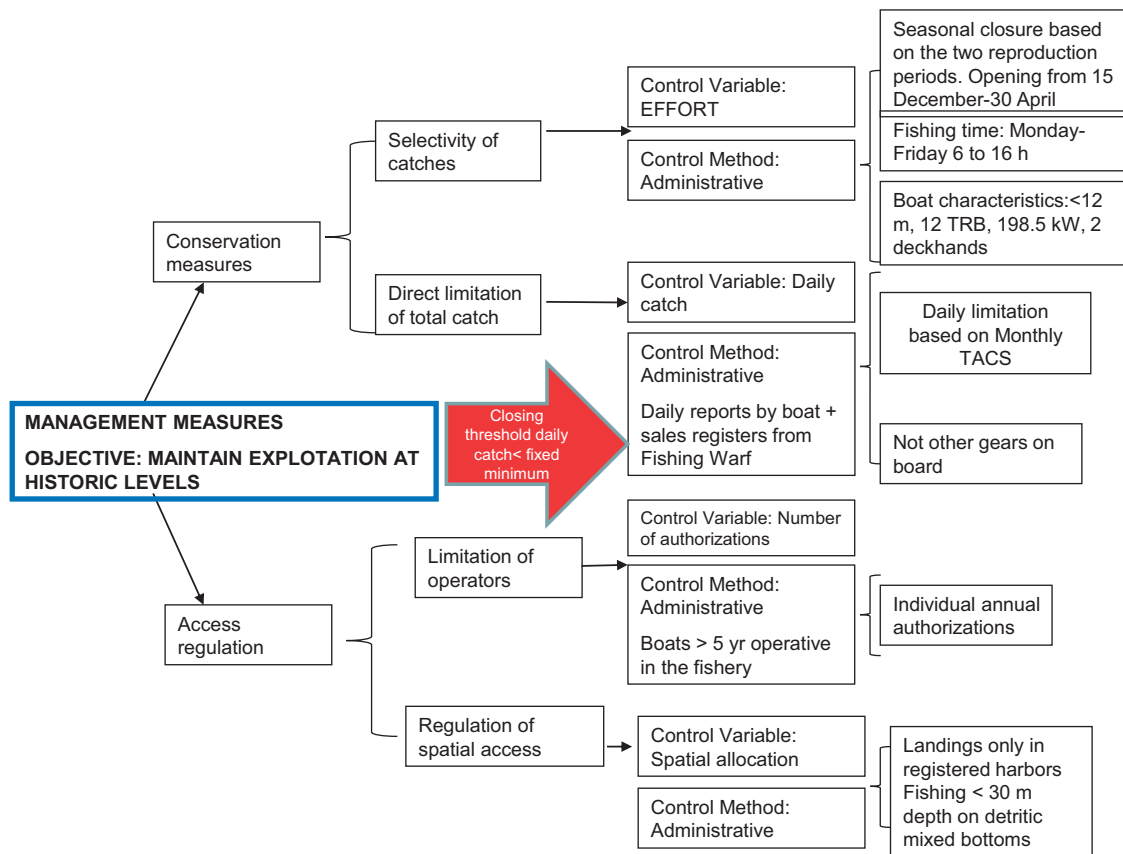 MANAGEMENT MEASURES
OBJECTIVE: MAINTAIN EXPLOTATION AT
HISTORIC LEVELS
Conservation
measures
Selectivity of
catches
Control Variable:
EFFORT
Control Method:
Administrative
Seasonal closure based
on the two reproduction
periods. Opening from 15
December-30 April
Fishing time: Monday-
Friday 6 to 16 h
Boat characteristics:<12
m, 12 TRB, 198.5 kW, 2
deckhands
Direct limitation
of total catch
Control Variable: Daily
catch
Control Method:
Administrative
Daily reports by boat +
sales registers from
Fishing Warf
Daily limitation
based on Monthly
TACS
Not other gears on
board
Closing
threshold daily
catch< fixed
minimum
Access
regulation
Limitation of
operators
Control Variable: Number
of authorizations
Control Method:
Administrative
Boats > 5 yr operative
in the fishery
Individual annual
authorizations
Regulation of
spatial access
Control Variable:
Spatial allocation
Control Method:
Administrative
Landings only in
registered harbors
Fishing < 30 m
depth on detritic
mixed bottoms